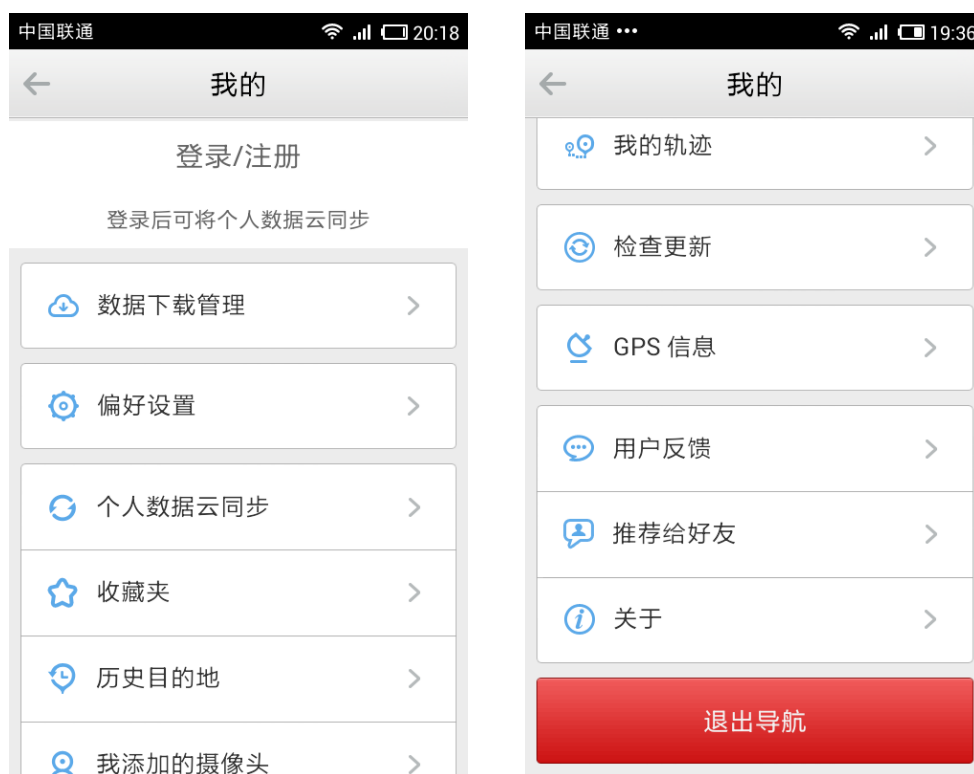 中国联通 20:18
我的
登录/注册
登录后可将个人数据云同步
数据下载管理
偏好设置
个人数据云同步
收藏夹
历史目的地
我添加的摄像头
中国联通 ••• 19:36
我的
我的轨迹
检查更新
GPS 信息
用户反馈
推荐给好友
关于
退出导航